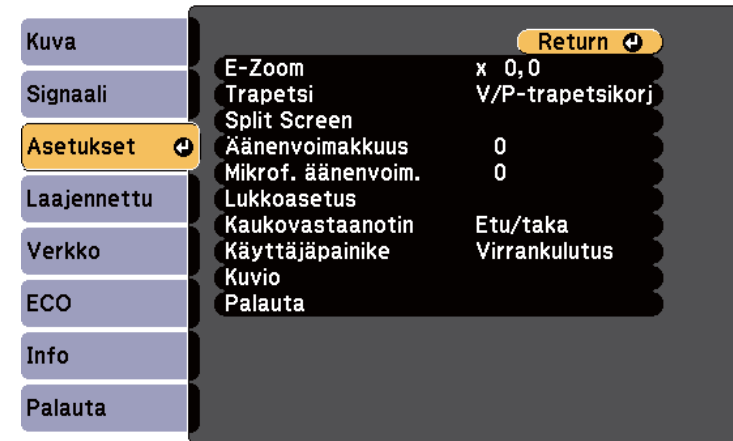 Kuva
Signaali
Asetukset
Laajennettu
Verkko
ECO
Info
Palauta
Return
E-Zoom x 0,0
Trapetsi V/P-trapetsikorj
Split Screen
Äänenvoimakkuus 0
Mikrof. äänenvoim. 0
Lukkoasetus
Kaukovastaanotin Etu/taka
Käyttäjäpainike Virrankulutus
Kuvio
Palauta